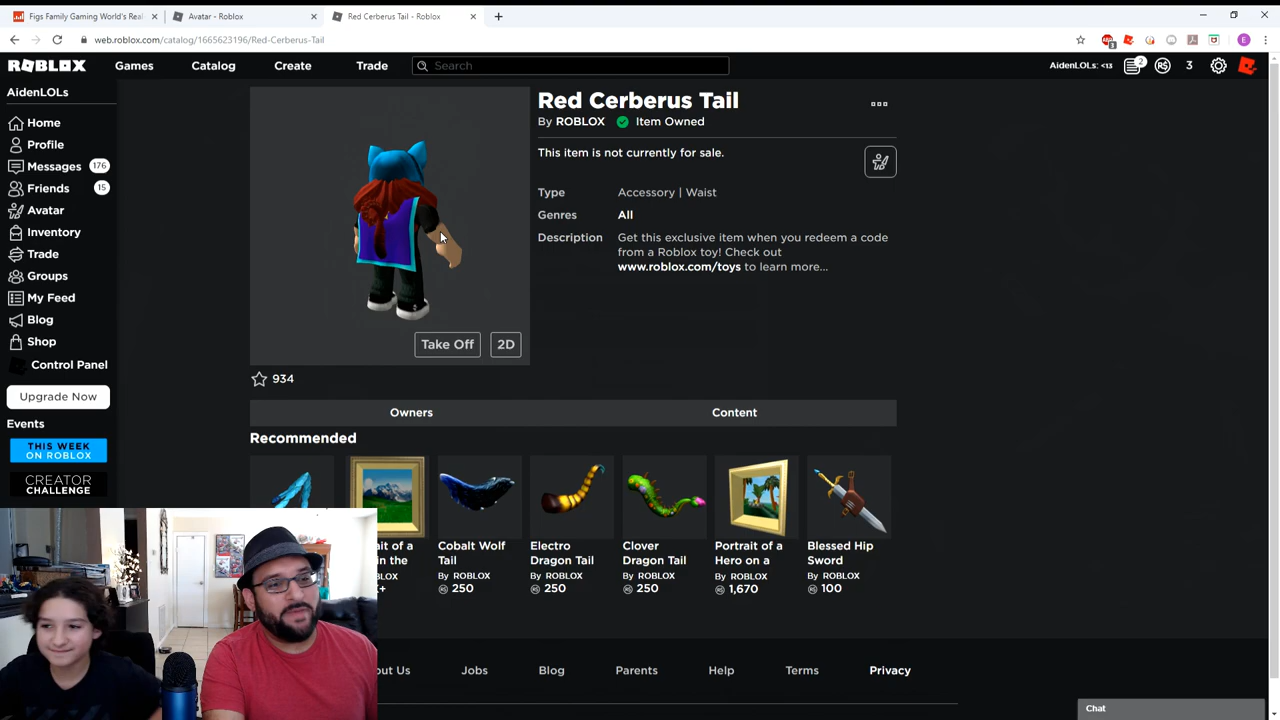 Figs Family Gaming World's Real
Avatar - Roblox
Red Cerberus Tail - Roblox
web.roblox.com/catalog/1665623196/Red-Cerberus-Tail
ROBLOX
Games
Catalog
Create
Trade
Search
AidenLOLs: <13
2
3
AidenLOLs
Home
Profile
Messages 176
Friends 15
Avatar
Inventory
Trade
Groups
My Feed
Blog
Shop
Control Panel
Upgrade Now
Events
THIS WEEK
ON ROBLOX
CREATOR
CHALLENGE
Take Off
2D
934
Red Cerberus Tail
By ROBLOX Item Owned
This item is not currently for sale.
Type Accessory | Waist
Genres All
Description Get this exclusive item when you redeem a code
from a Roblox toy! Check out
www.roblox.com/toys to learn more...
Owners
Content
Recommended
Cobalt Wolf
Tail
By ROBLOX
250
Electro
Dragon Tail
By ROBLOX
250
Clover
Dragon Tail
By ROBLOX
250
Portrait of a
Hero on a
By ROBLOX
1,670
Blessed Hip
Sword
By ROBLOX
100
Jobs
Blog
Parents
Help
Terms
Privacy
Chat